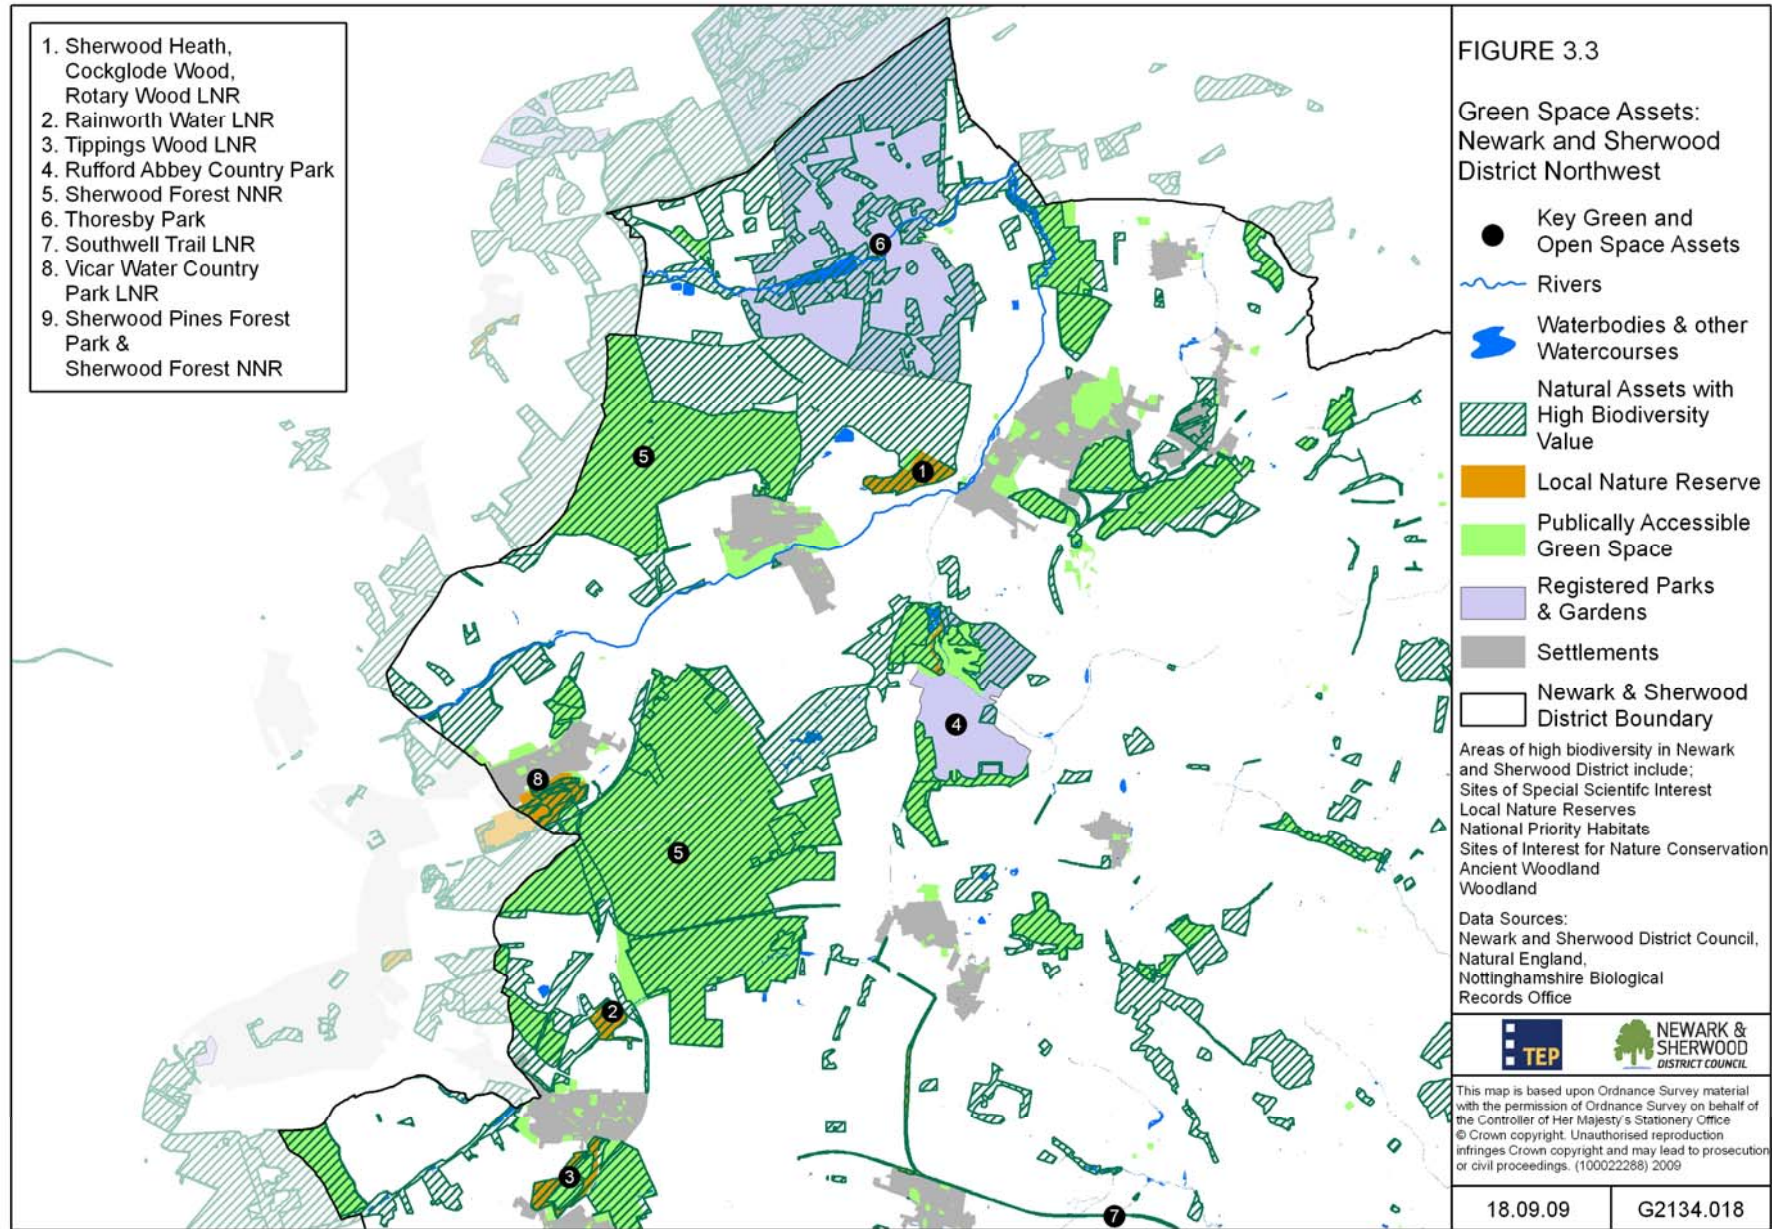 1. Sherwood Heath,
Cockglode Wood,
Rotary Wood LNR
2. Rainworth Water LNR
3. Tippings Wood LNR
4. Rufford Abbey Country Park
5. Sherwood Forest NNR
6. Thoresby Park
7. Southwell Trail LNR
8. Vicar Water Country
Park LNR
9. Sherwood Pines Forest
Park &
Sherwood Forest NNR
6
5
1
4
8
5
2
3
7
FIGURE 3.3
Green Space Assets:
Newark and Sherwood
District Northwest
Key Green and
Open Space Assets
Rivers
Waterbodies & other
Watercourses
Natural Assets with
High Biodiversity
Value
Local Nature Reserve
Publically Accessible
Green Space
Registered Parks
& Gardens
Settlements
Newark & Sherwood
District Boundary
Areas of high biodiversity in Newark
and Sherwood District include;
Sites of Special Scientifc Interest
Local Nature Reserves
National Priority Habitats
Sites of Interest for Nature Conservation
Ancient Woodland
Woodland
Data Sources:
Newark and Sherwood District Council,
Natural England,
Nottinghamshire Biological
Records Office
TEP
NEWARK &
SHERWOOD
DISTRICT COUNCIL
This map is based upon Ordnance Survey material
with the permission of Ordnance Survey on behalf of
the Controller of Her Majesty's Stationery Office
© Crown copyright. Unauthorised reproduction
infringes Crown copyright and may lead to prosecution
or civil proceedings. (100022288) 2009
18.09.09
G2134.018